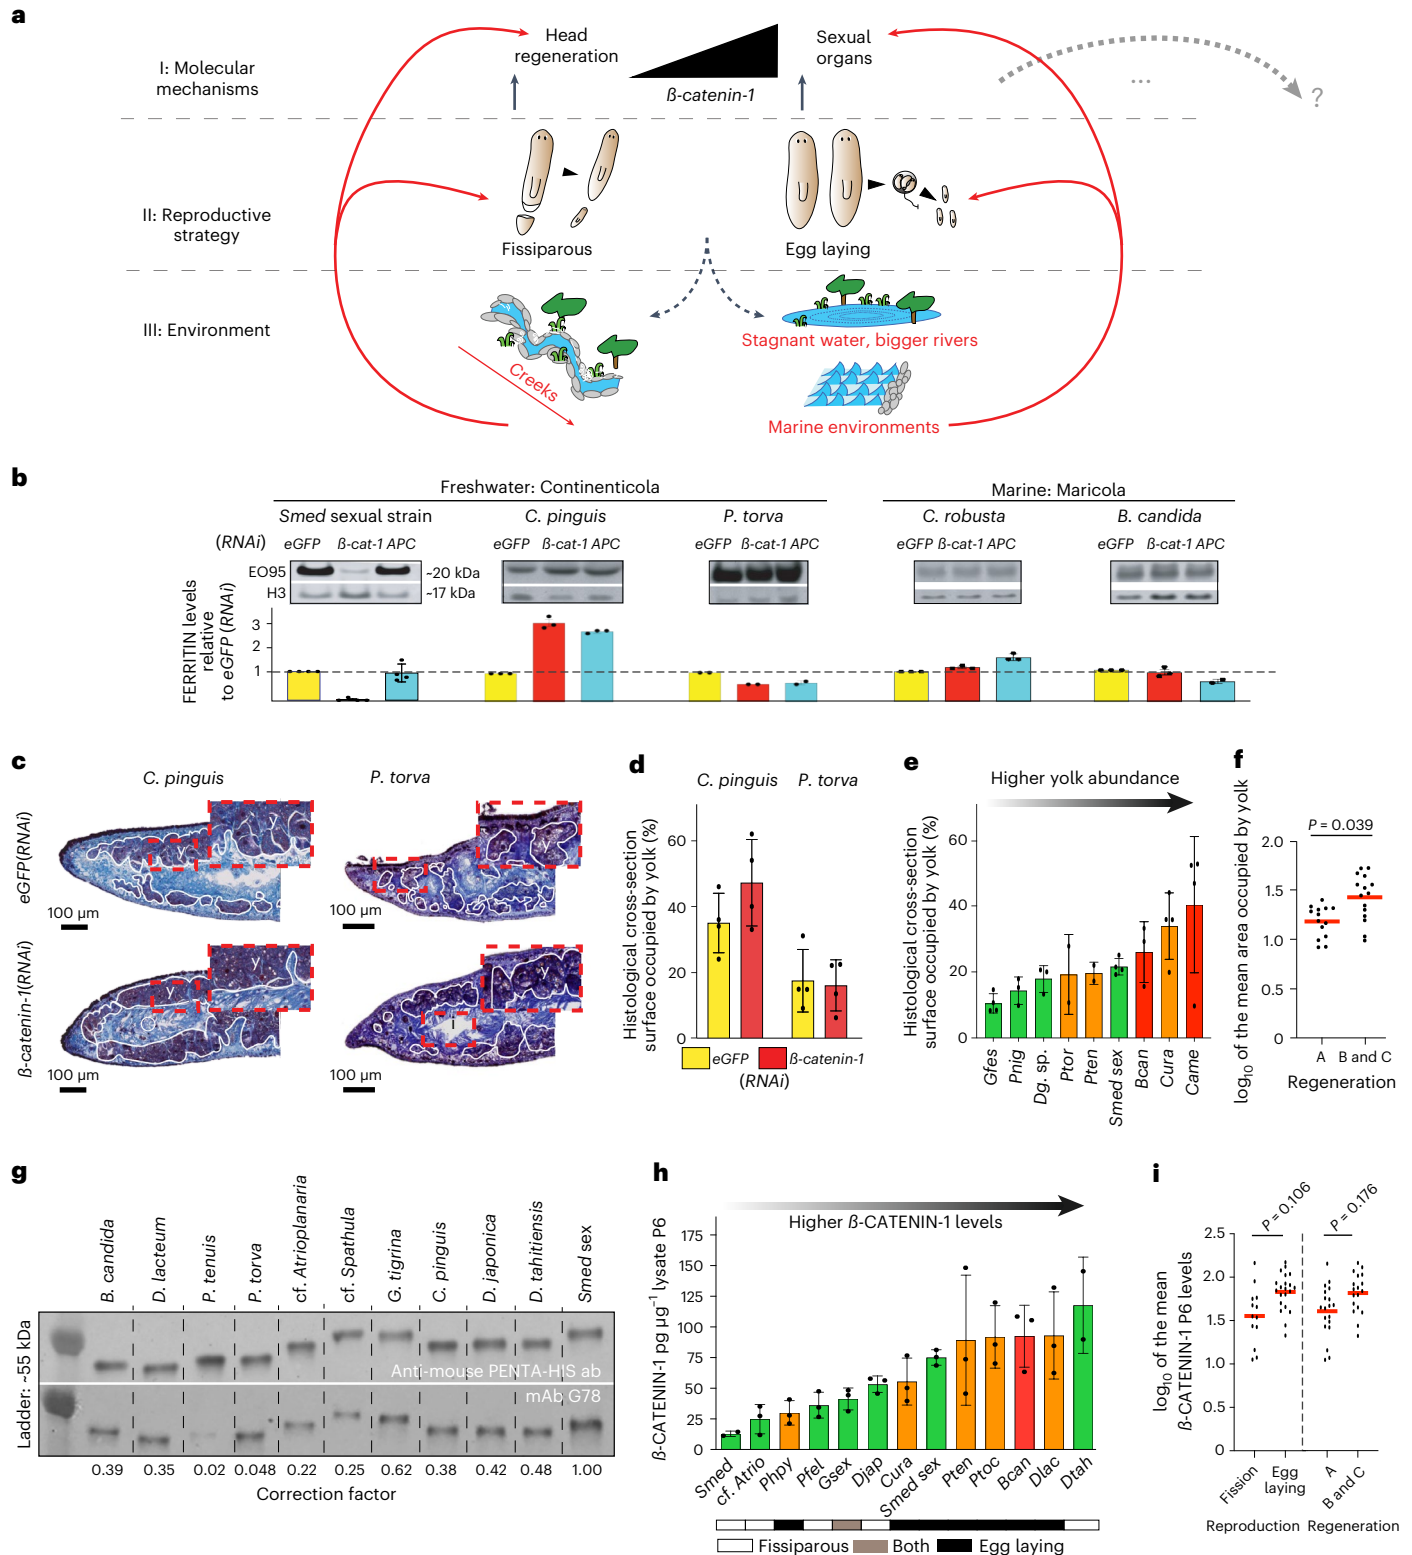 a
Head
regeneration
Sexual
organs
I: Molecular
mechanisms
ß-catenin-1
...
?
II: Reproductive
strategy
Fissiparous
Egg laying
III: Environment
Creeks
Stagnant water, bigger rivers
Marine environments
b
Freshwater: Continenticola
Marine: Maricola
Smed sexual strain
C. pinguis
P. torva
C. robusta
B. candida
(RNAi)
eGFP ß-cat-1 APC
eGFP ß-cat-1 APC
eGFP ß-cat-1 APC
eGFP ß-cat-1 APC
eGFP ß-cat-1 APC
EO95
~20 kDa
H3
~17 kDa
FERRITIN levels
relative
to eGFP (RNAi)
3
2
1
c
C. pinguis
P. torva
eGFP(RNAi)
Y
Y
Y
100 µm
100 µm
ß-catenin-1(RNAi)
Y
Y
Y
I
100 µm
100 µm
d
C. pinguis P. torva
Histological cross-section
surface occupied by yolk (%)
60
40
20
0
eGFP
ß-catenin-1
(RNAi)
e
Higher yolk abundance
Histological cross-section
surface occupied by yolk (%)
60
40
20
0
Gfes
Pnig
Dg. sp.
Ptor
Pten
Smed sex
Bcan
Cura
Came
f
log10 of the mean area occupied by yolk
P = 0.039
2.0
1.5
1.0
0.5
0
A
B and C
Regeneration
g
B. candida
D. lacteum
P. tenuis
P. torva
cf. Atrioplanaria
cf. Spathula
G. tigrina
C. pinguis
D. japonica
D. tahitiensis
Smed sex
Ladder: ~55 kDa
Anti-mouse PENTA-HIS ab
mAb G78
0.39 0.35 0.02 0.048 0.22 0.25 0.62 0.38 0.42 0.48 1.00
Correction factor
h
Higher ß-CATENIN-1 levels
ß-CATENIN-1 pg µg−1 lysate P6
175
150
125
100
75
50
25
0
Smed
cf. Atrio
Phpy
Pfel
Gsex
Djap
Cura
Smed sex
Pten
Ptoc
Bcan
Dlac
Dtah
Fissiparous
Both
Egg laying
i
P = 0.106
P = 0.176
log10 of the mean
ß-CATENIN-1 P6 levels
2.5
2.0
1.5
1.0
0.5
0
Fission
Egg
laying
A
B and C
Reproduction
Regeneration